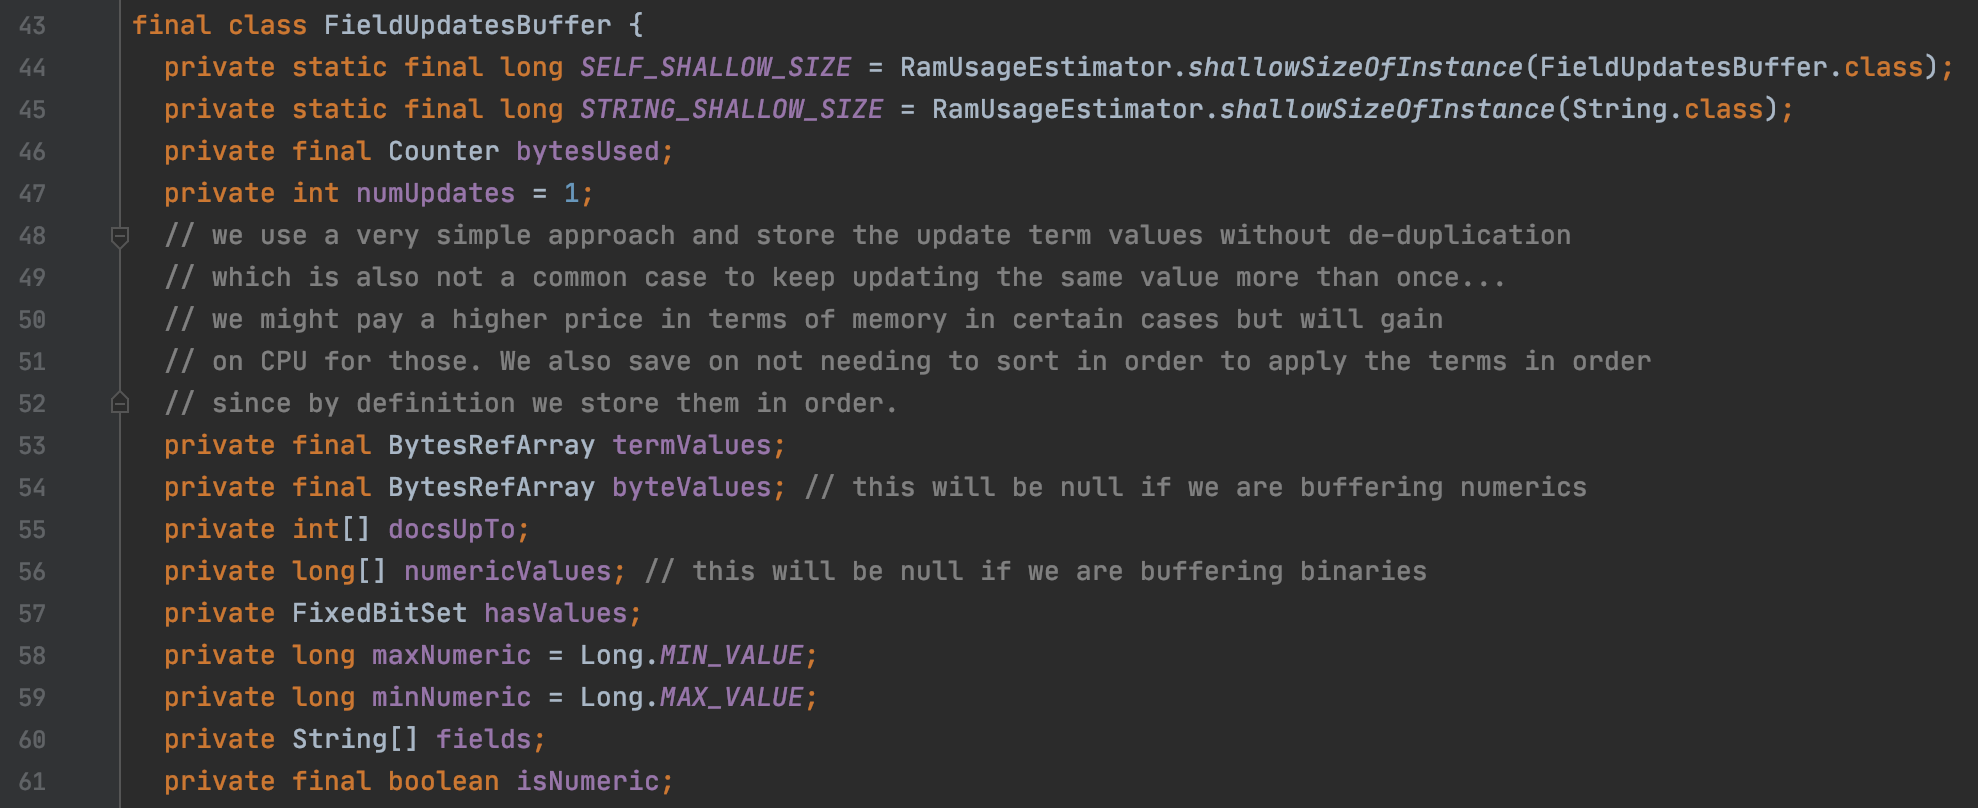 43 final class FieldUpdatesBuffer {
44 private static final long SELF_SHALLOW_SIZE = RamUsageEstimator.shallowSizeOfInstance(FieldUpdatesBuffer.class);
45 private static final long STRING_SHALLOW_SIZE = RamUsageEstimator.shallowSizeOfInstance(String.class);
46 private final Counter bytesUsed;
47 private int numUpdates = 1;
48 // we use a very simple approach and store the update term values without de-duplication
49 // which is also not a common case to keep updating the same value more than once...
50 // we might pay a higher price in terms of memory in certain cases but will gain
51 // on CPU for those. We also save on not needing to sort in order to apply the terms in order
52 // since by definition we store them in order.
53 private final BytesRefArray termValues;
54 private final BytesRefArray byteValues; // this will be null if we are buffering numerics
55 private int[] docsUpTo;
56 private long[] numericValues; // this will be null if we are buffering binaries
57 private FixedBitSet hasValues;
58 private long maxNumeric = Long.MIN_VALUE;
59 private long minNumeric = Long.MAX_VALUE;
60 private String[] fields;
61 private final boolean isNumeric;